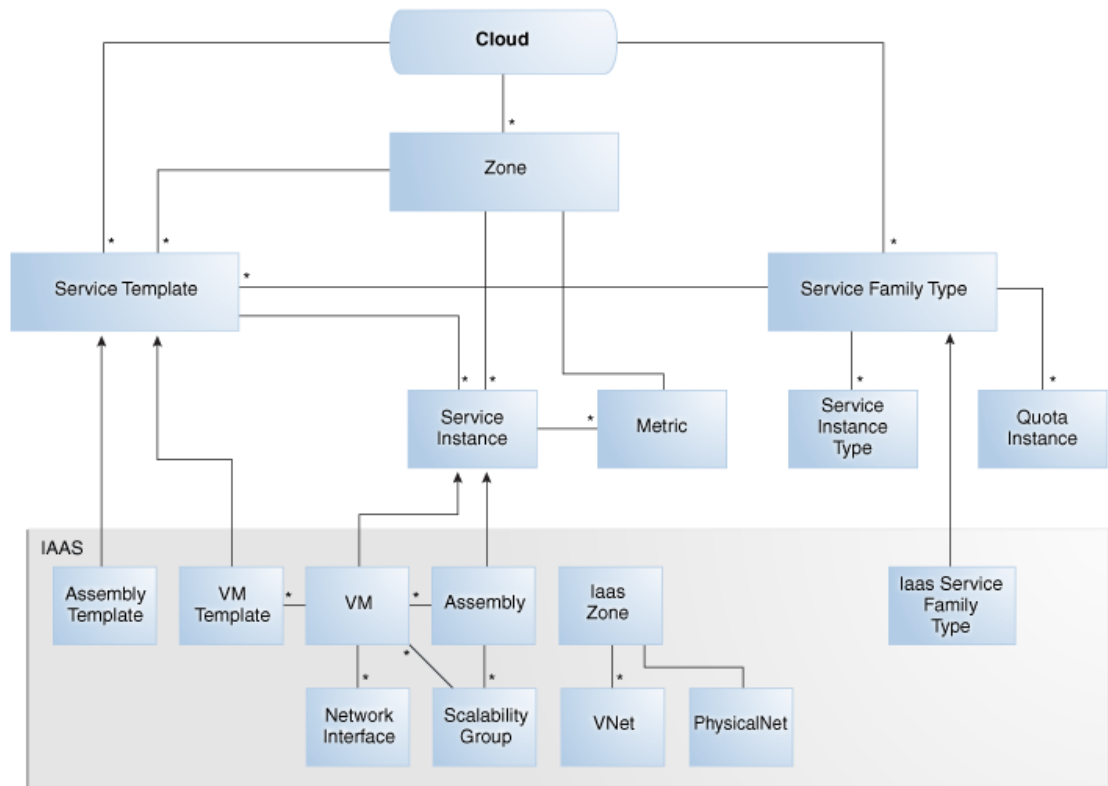 Cloud
*
Zone
*
*
*
*
Service Template
Service Family Type
*
*
*
*
Service
Instance
*
Metric
Service
Instance
Type
Quota
Instance
IAAS
Assembly
Template
VM
Template
*
VM
*
Assembly
Iaas
Zone
Iaas Service
Family
Type
*
*
*
*
Network
Interface
Scalability
Group
VNet
PhysicalNet